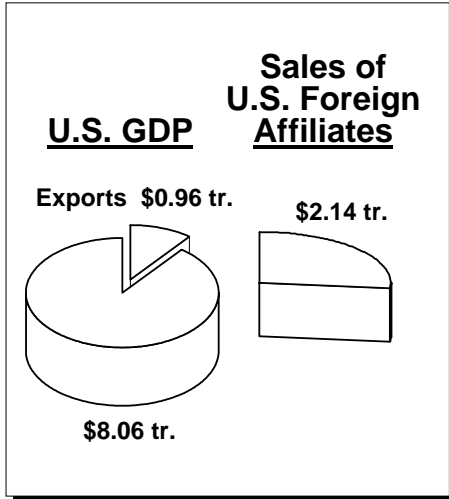 U.S. GDP
Sales of
U.S. Foreign
Affiliates
Exports $0.96 tr.
$2.14 tr.
$8.06 tr.